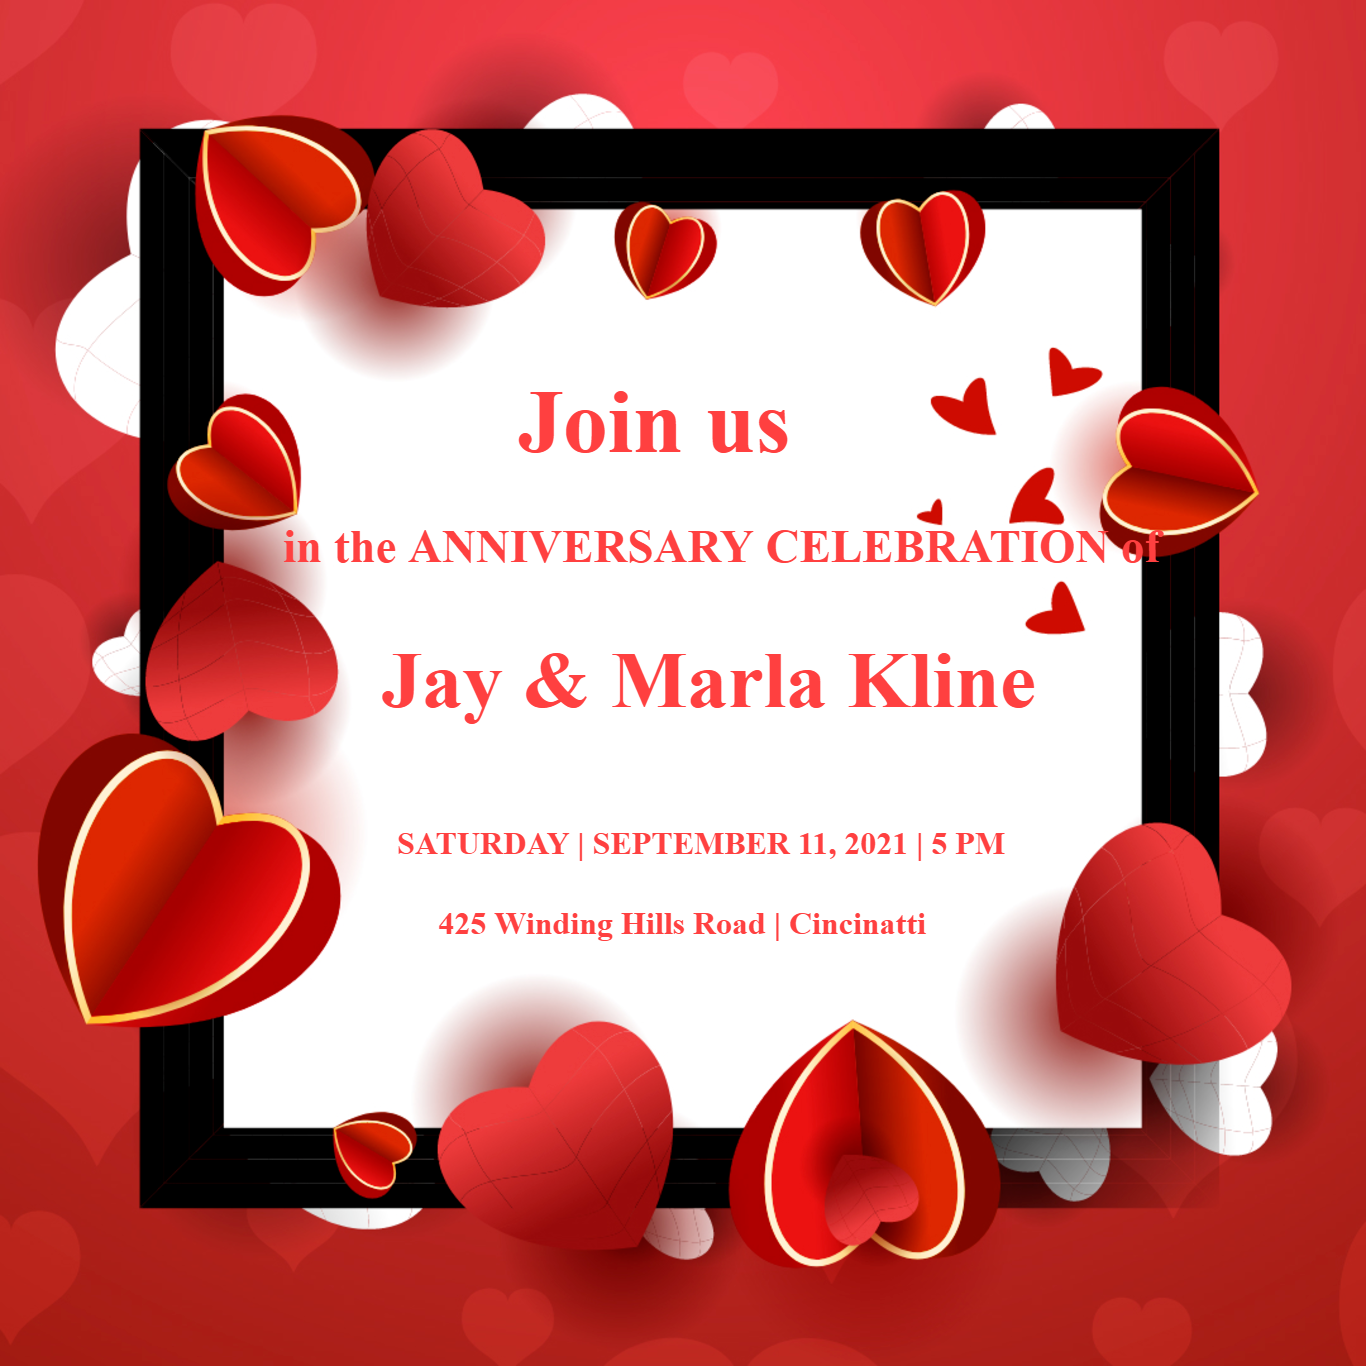 Join us
in the ANNIVERSARY CELEBRATION of
Jay & Marla Kline
SATURDAY | SEPTEMBER 11, 2021 | 5 PM
425 Winding Hills Road | Cincinatti